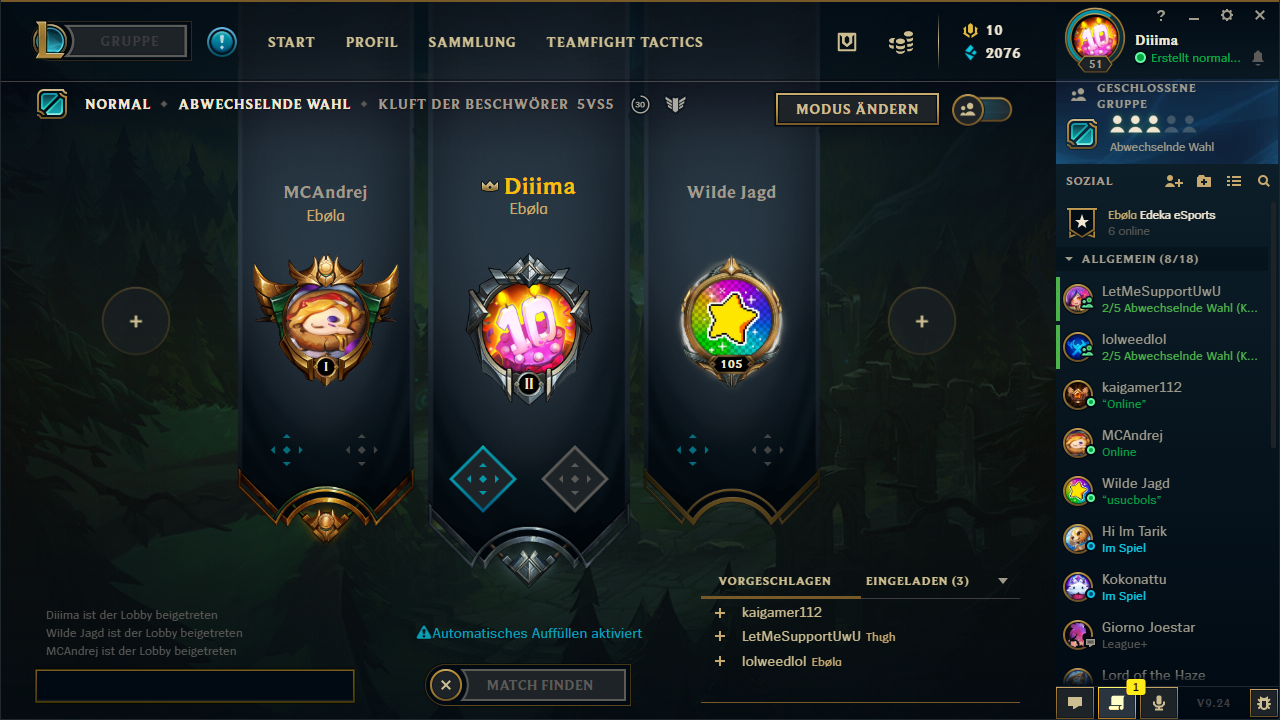 GRUPPE
START
PROFIL
SAMMLUNG
TEAMFIGHT TACTICS
10
2076
?
Diiima
Erstellt normal...
51
NORMAL
ABWECHSELNDE WAHL
KLUFT DER BESCHWÖRER 5VS5
30
MODUS ÄNDERN
GESCHLOSSENE
GRUPPE
Abwechselnde Wahl
SOZIAL
Ebøla Edeka eSports
6 online
ALLGEMEIN (8/18)
LetMeSupportUwU
2/5 Abwechselnde Wahl (K...
lolweedlol
2/5 Abwechselnde Wahl (K...
kaigamer112
"Online"
MCAndrej
Online
Wilde Jagd
"usucbols"
Hi Im Tarik
Im Spiel
Kokonattu
Im Spiel
Giorno Joestar
League+
Lord of the Haze
1
V9.24
MCAndrej
Ebøla
I
Diiima
Ebøla
10
II
Wilde Jagd
105
VORGESCHLAGEN
EINGELADEN (3)
kaigamer112
LetMeSupportUwU Thıgh
lolweedlol Ebøla
Diiima ist der Lobby beigetreten
Wilde Jagd ist der Lobby beigetreten
MCAndrej ist der Lobby beigetreten
Automatisches Auffüllen aktiviert
MATCH FINDEN